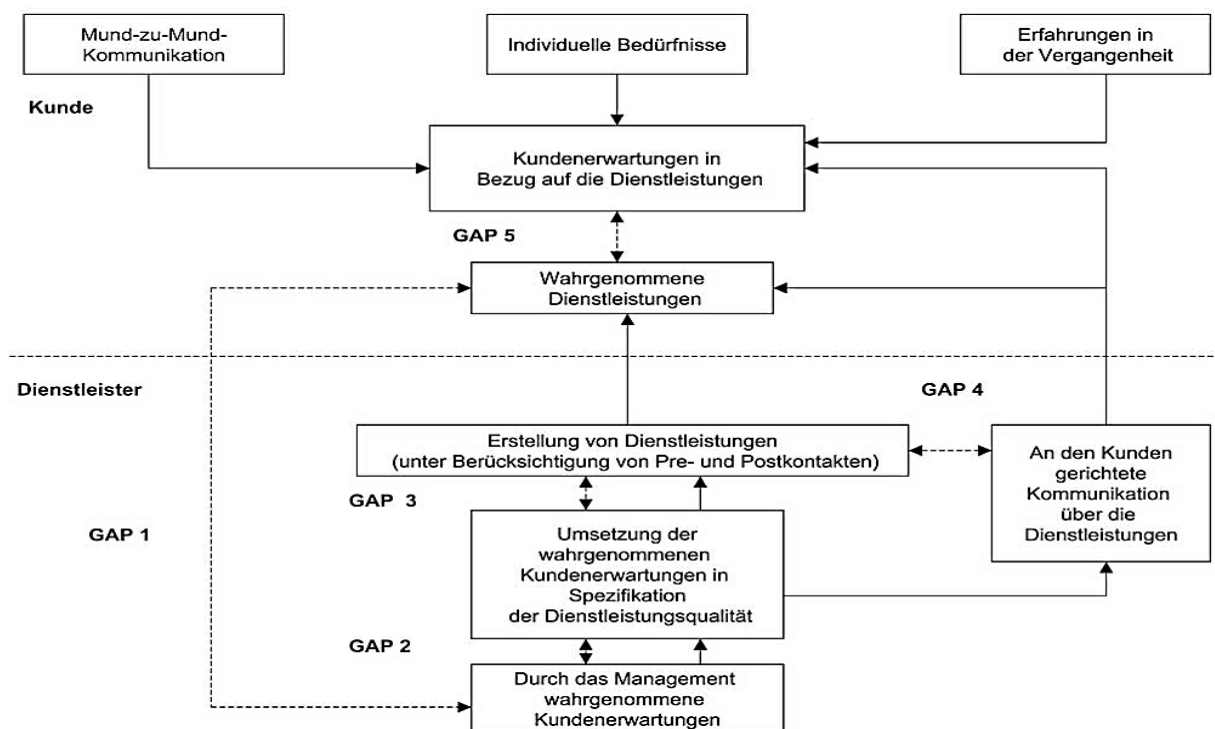 Mund-zu-Mund-
Kommunikation
Individuelle Bedürfnisse
Erfahrungen in
der Vergangenheit
Kunde
Kundenerwartungen in
Bezug auf die Dienstleistungen
GAP 5
Wahrgenommene
Dienstleistungen
Dienstleister
GAP 4
Erstellung von Dienstleistungen
(unter Berücksichtigung von Pre- und Postkontakten)
An den Kunden
gerichtete
Kommunikation
über die
Dienstleistungen
GAP 3
GAP 1
Umsetzung der
wahrgenommenen
Kundenerwartungen in
Spezifikation
der Dienstleistungsqualität
GAP 2
Durch das Management
wahrgenommene
Kundenerwartungen